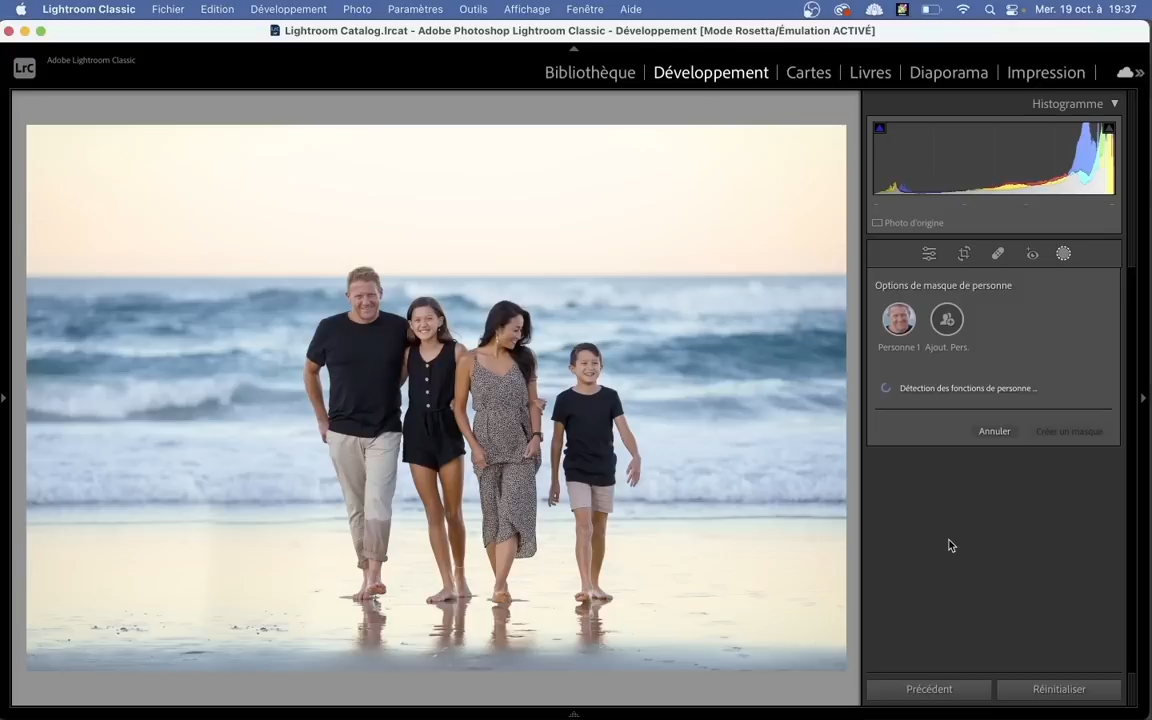 Lightroom Classic Fichier Edition Développement Photo Paramètres Outils Affichage Fenêtre Aide Mer. 19 oct. à 19:37
Lightroom Catalog.lrcat - Adobe Photoshop Lightroom Classic - Développement [Mode Rosetta/Émulation ACTIVÉ]
LrC Adobe Lightroom Classic
Bibliothèque | Développement | Cartes | Livres | Diaporama | Impression |
Histogramme
Photo d'origine
Options de masque de personne
Personne 1 Ajout. Pers.
Détection des fonctions de personne ...
Annuler Créer un masque
Précédent Réinitialiser